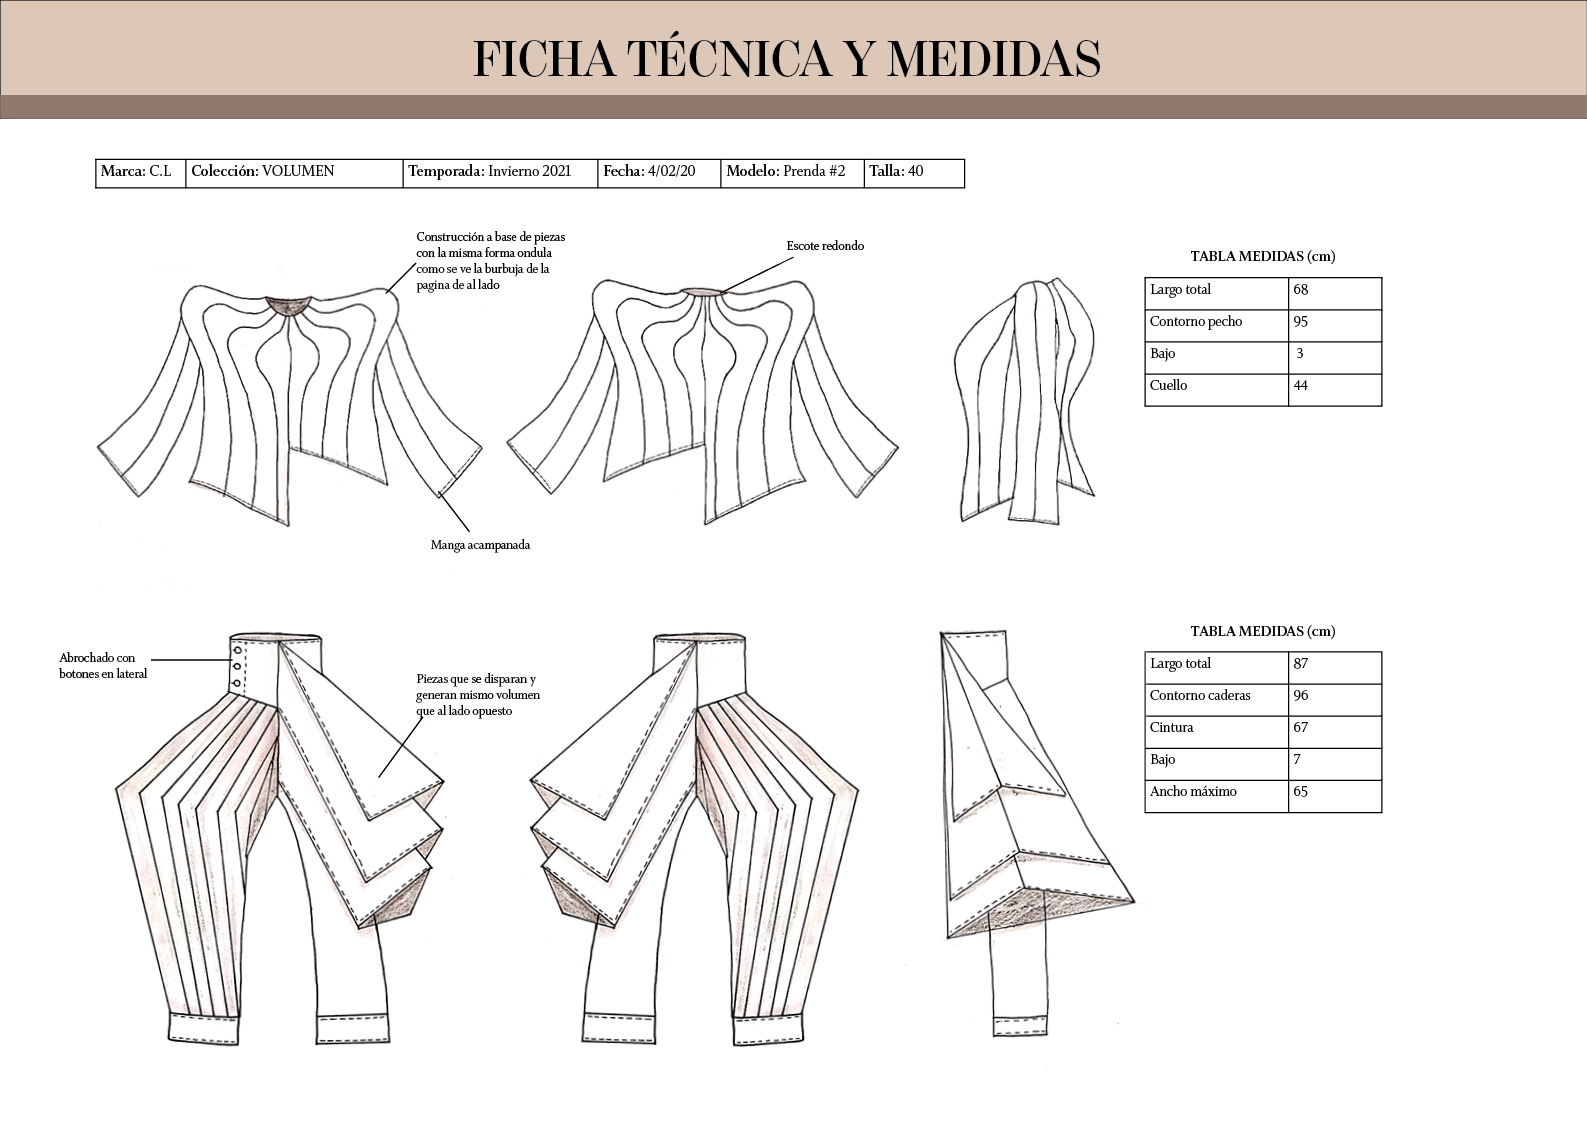 FICHA TÉCNICA Y MEDIDAS
Marca: C.L Colección: VOLUMEN Temporada: Invierno 2021 Fecha: 4/02/20 Modelo: Prenda #2 Talla: 40
Construcción a base de piezas
con la misma forma ondula
como se ve la burbuja de la
pagina de al lado
Escote redondo
Manga acampanada
TABLA MEDIDAS (cm)
Largo total 68
Contorno pecho 95
Bajo 3
Cuello 44
Abrochado con
botones en lateral
Piezas que se disparan y
generan mismo volumen
que al lado opuesto
TABLA MEDIDAS (cm)
Largo total 87
Contorno caderas 96
Cintura 67
Bajo 7
Ancho máximo 65